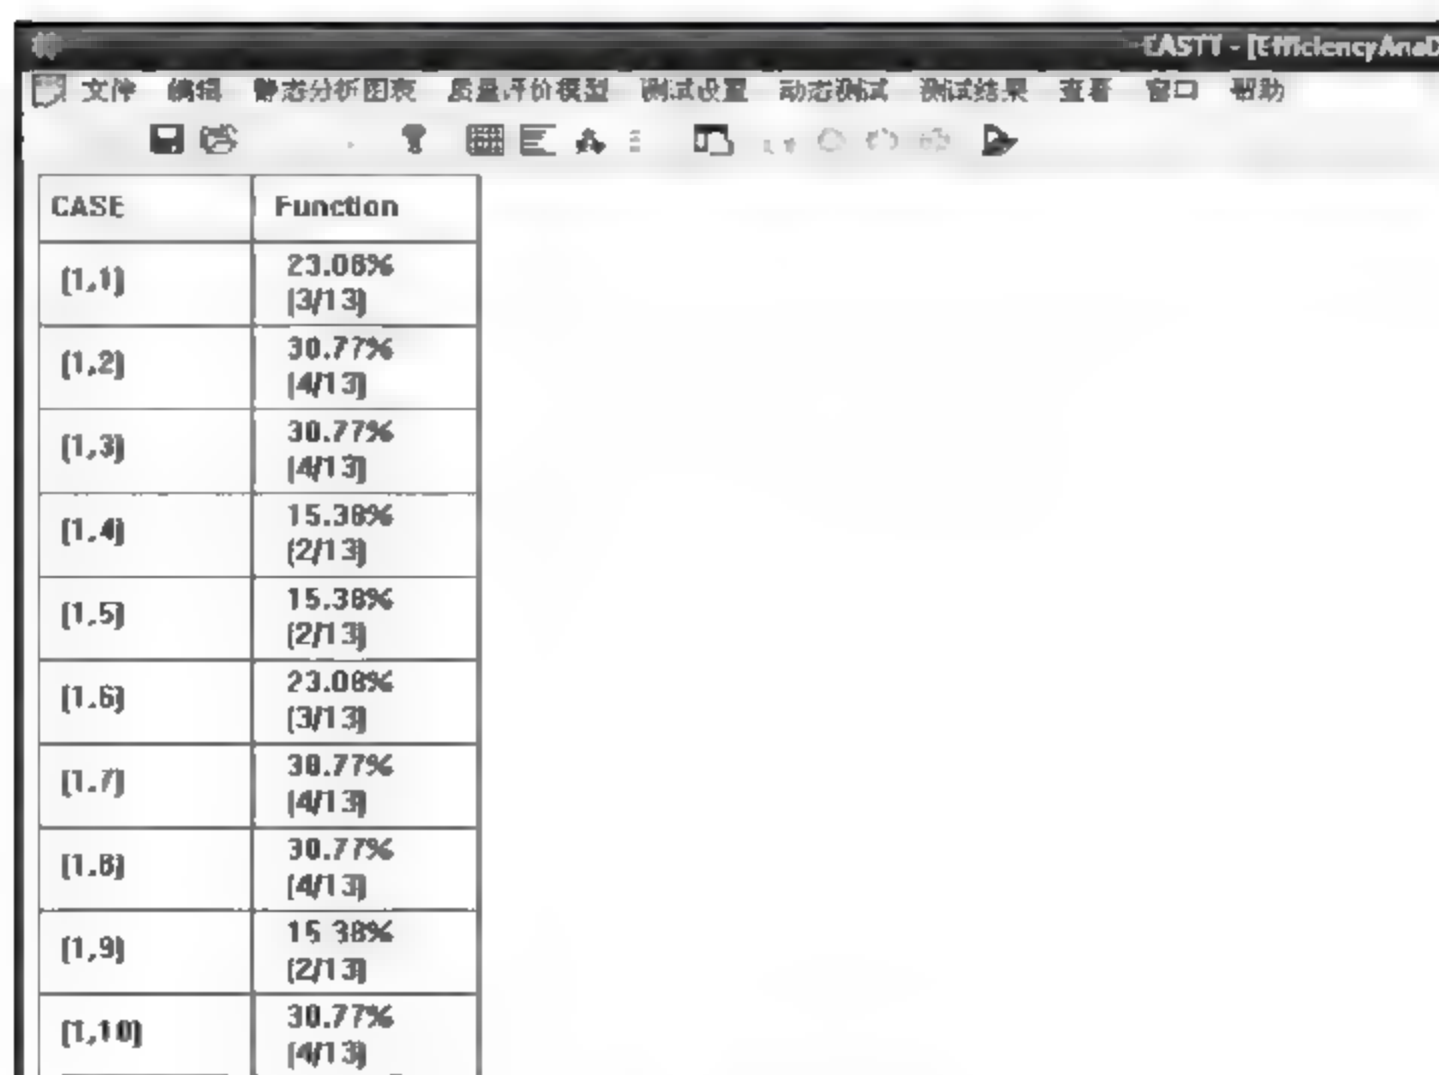 EASTT - [EfficiencyAnaD
文件 编辑 静态分析图表 质量评价模型 测试设置 动态测试 测试结果 查看 窗口 帮助
CASE Function
(1,1) 23.08% (3/13)
(1,2) 30.77% (4/13)
(1,3) 30.77% (4/13)
(1,4) 15.38% (2/13)
(1,5) 15.38% (2/13)
(1,6) 23.08% (3/13)
(1,7) 30.77% (4/13)
(1,8) 30.77% (4/13)
(1,9) 15.38% (2/13)
(1,10) 30.77% (4/13)